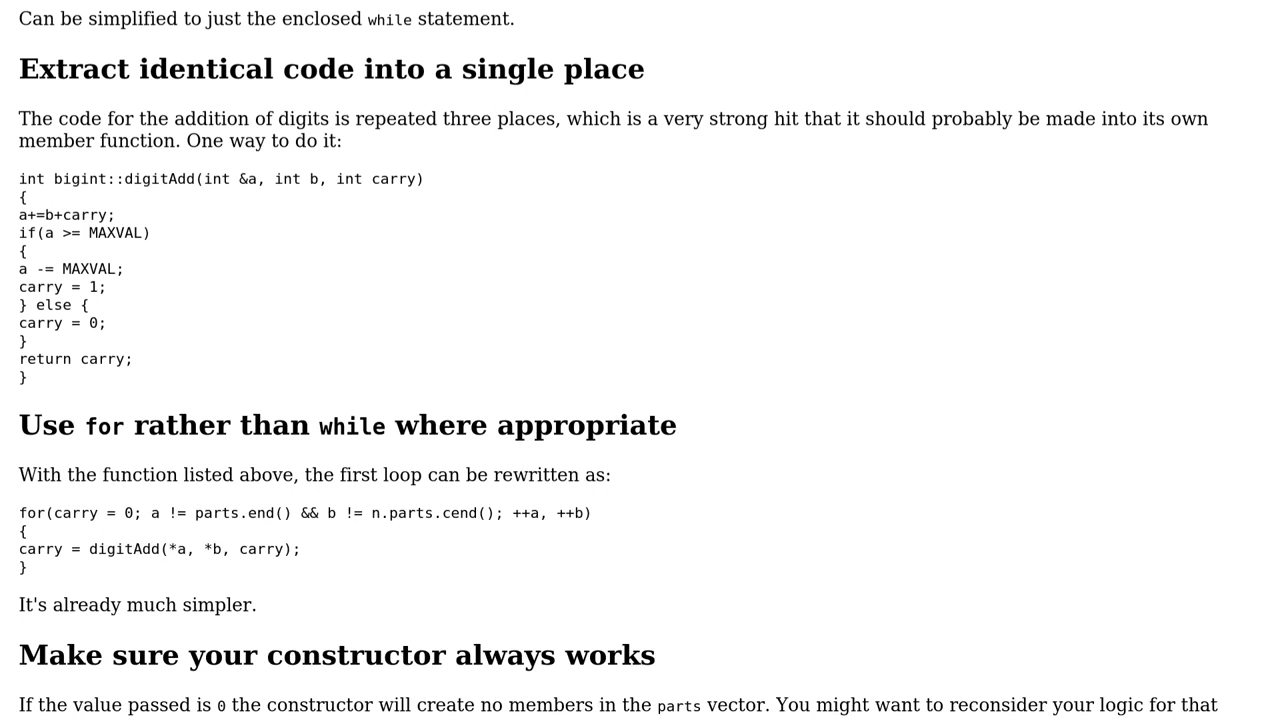 Can be simplified to just the enclosed while statement.
Extract identical code into a single place
The code for the addition of digits is repeated three places, which is a very strong hit that it should probably be made into its own
member function. One way to do it:
int bigint::digitAdd(int &a, int b, int carry)
{
a+=b+carry;
if(a >= MAXVAL)
{
a -= MAXVAL;
carry = 1;
} else {
carry = 0;
}
return carry;
}
Use for rather than while where appropriate
With the function listed above, the first loop can be rewritten as:
for(carry = 0; a != parts.end() && b != n.parts.cend(); ++a, ++b)
{
carry = digitAdd(*a, *b, carry);
}
It's already much simpler.
Make sure your constructor always works
If the value passed is 0 the constructor will create no members in the parts vector. You might want to reconsider your logic for that